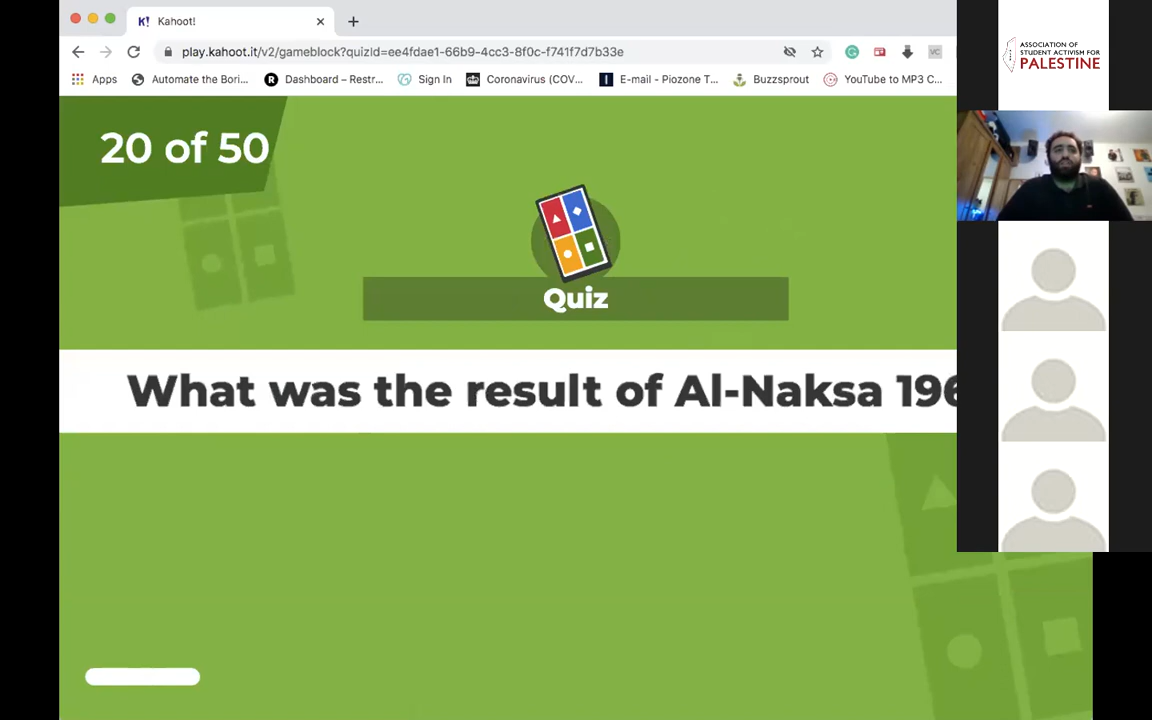 Kahoot!
play.kahoot.it/v2/gameblock?quizid=ee4fdae1-66b9-4cc3-8f0c-f741f7d7b33e
Apps Automate the Bori... Dashboard – Restr... Sign In Coronavirus (COV... E-mail - Piozone T... Buzzsprout YouTube to MP3 C...
ASSOCIATION OF
STUDENT ACTIVISM FOR
PALESTINE
20 of 50
Quiz
What was the result of Al-Naksa 196